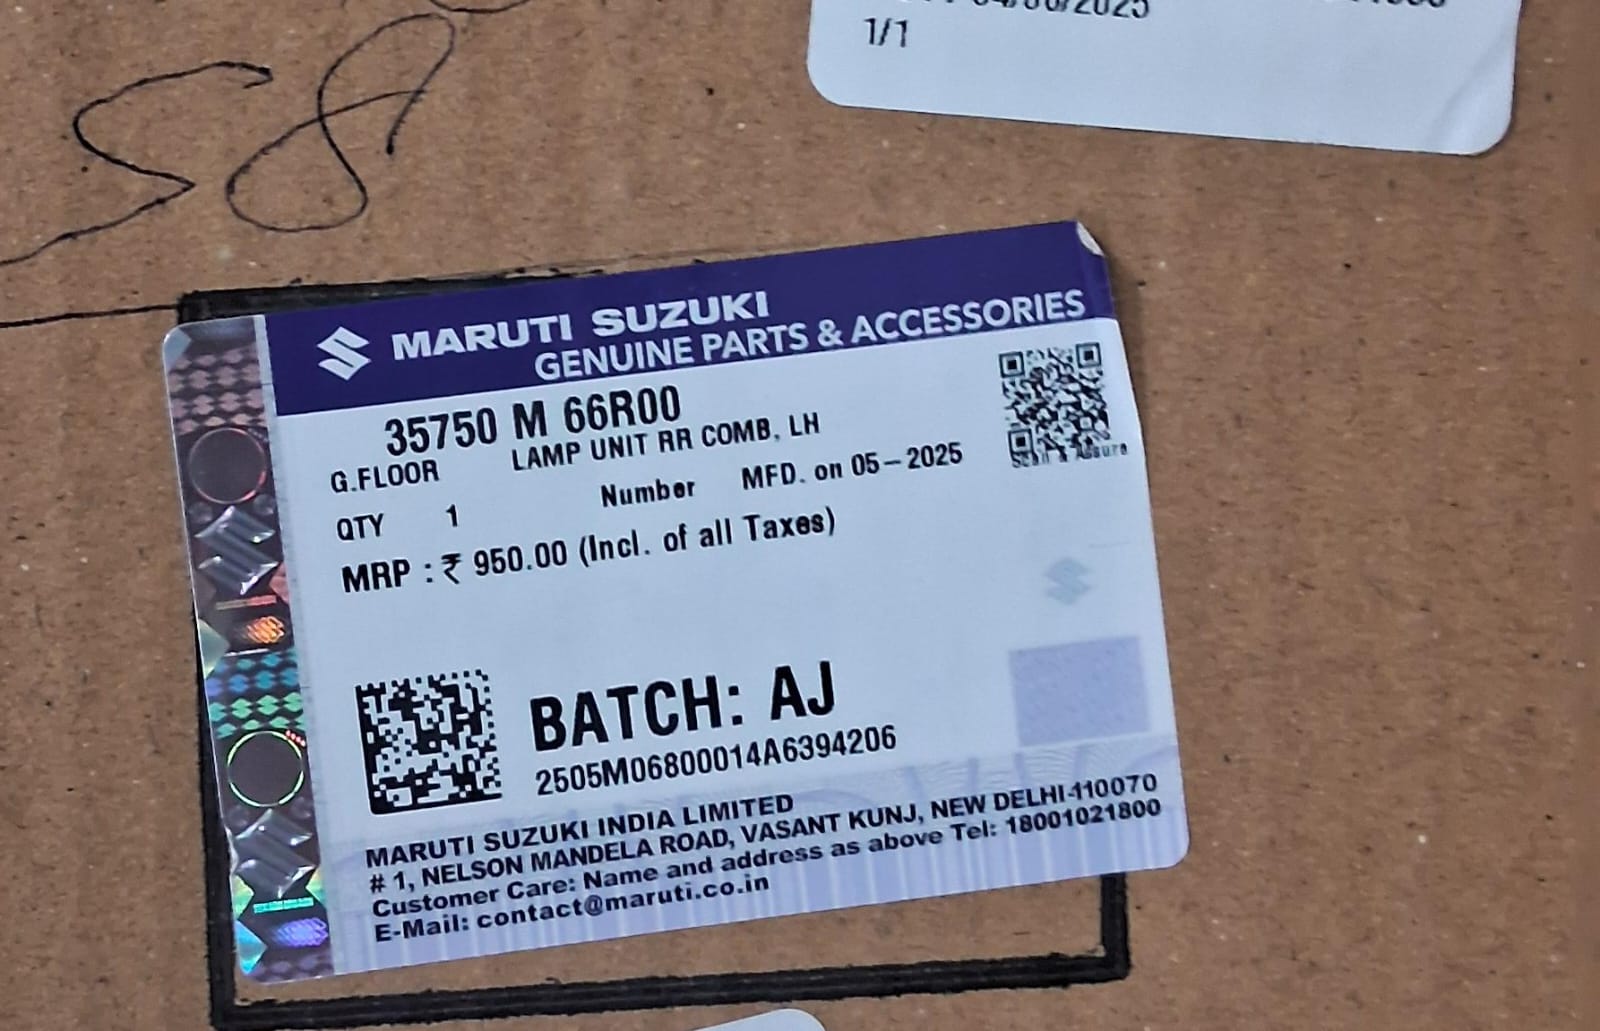 1/1
58
MARUTI SUZUKI
GENUINE PARTS & ACCESSORIES
35750 M 66R00
G.FLOOR LAMP UNIT RR COMB, LH
QTY 1 Number MFD. on 05-2025
MRP : ₹ 950.00 (Incl. of all Taxes)
Scan & Assure
BATCH: AJ
2505M06800014A6394206
MARUTI SUZUKI INDIA LIMITED
# 1, NELSON MANDELA ROAD, VASANT KUNJ, NEW DELHI-110070
Customer Care: Name and address as above Tel: 18001021800
E-Mail: contact@maruti.co.in